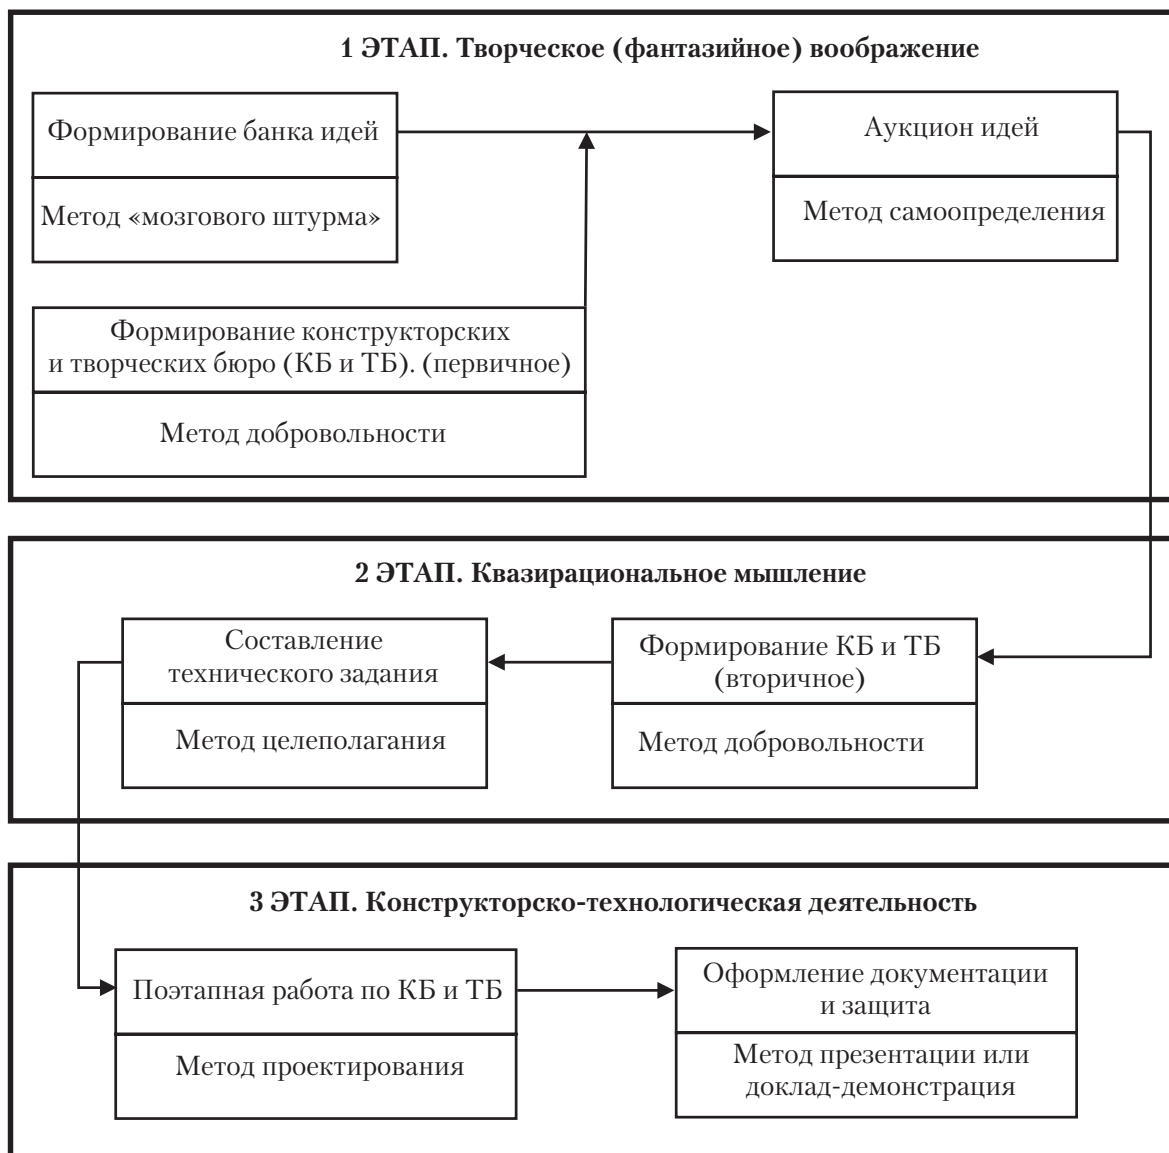 1 ЭТАП. Творческое (фантазийное) воображение
Формирование банка идей
Метод «мозгового штурма»
Аукцион идей
Метод самоопределения
Формирование конструкторских
и творческих бюро (КБ и ТБ). (первичное)
Метод добровольности
2 ЭТАП. Квазирациональное мышление
Составление
технического задания
Метод целеполагания
Формирование КБ и ТБ
(вторичное)
Метод добровольности
3 ЭТАП. Конструкторско-технологическая деятельность
Поэтапная работа по КБ и ТБ
Метод проектирования
Оформление документации
и защита
Метод презентации или
доклад-демонстрация